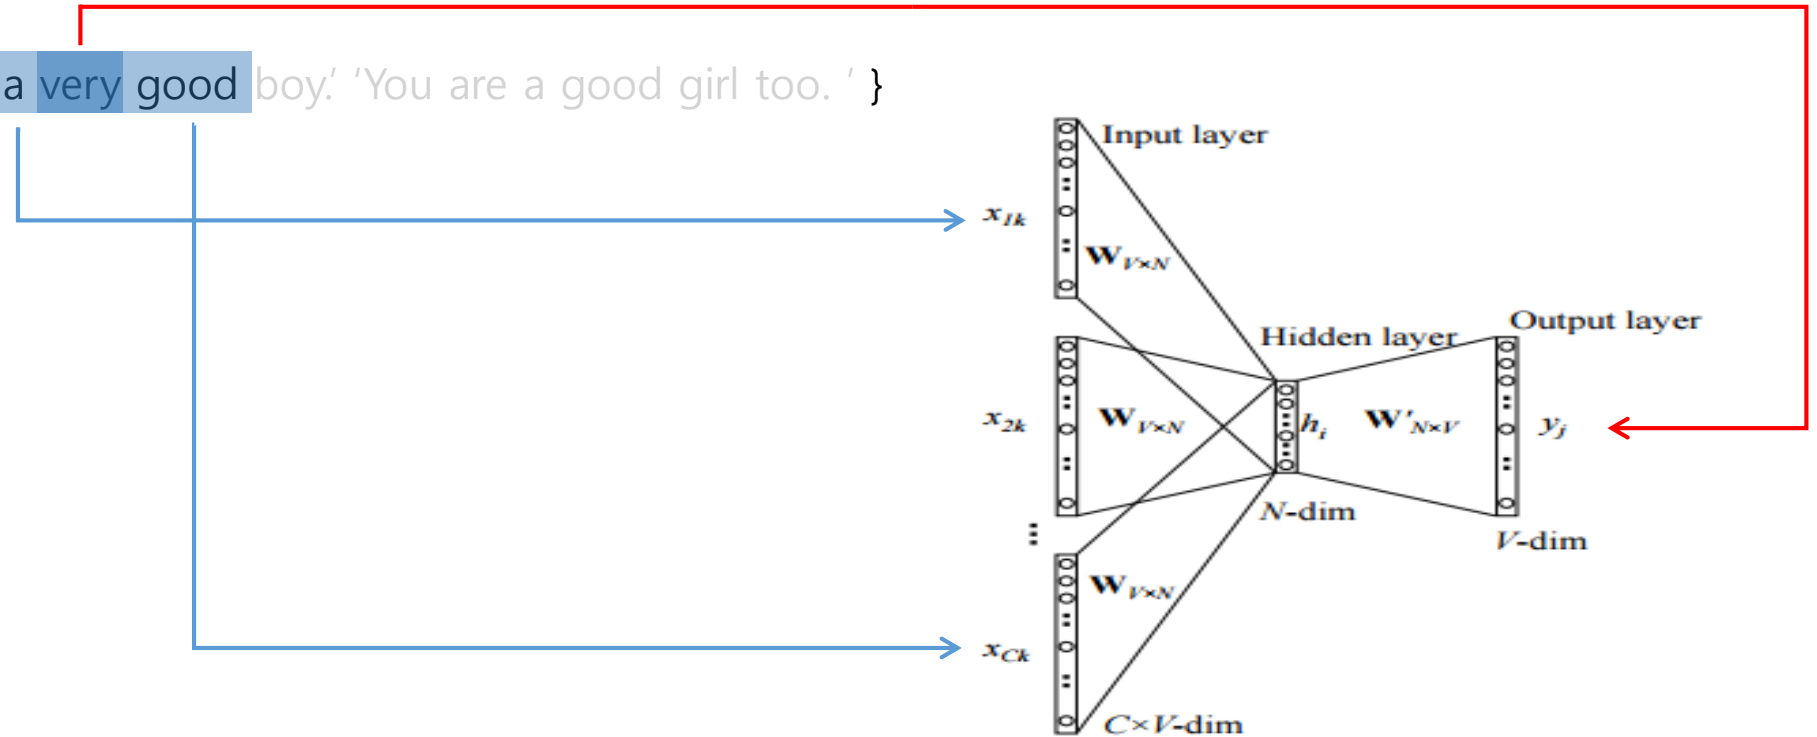 a very good boy.’ ‘You are a good girl too. ’ }
Input layer
x1k
WV×N
Hidden layer
Output layer
x2k
WV×N
hi
W'N×V
yj
N-dim
V-dim
WV×N
xCk
C×V-dim